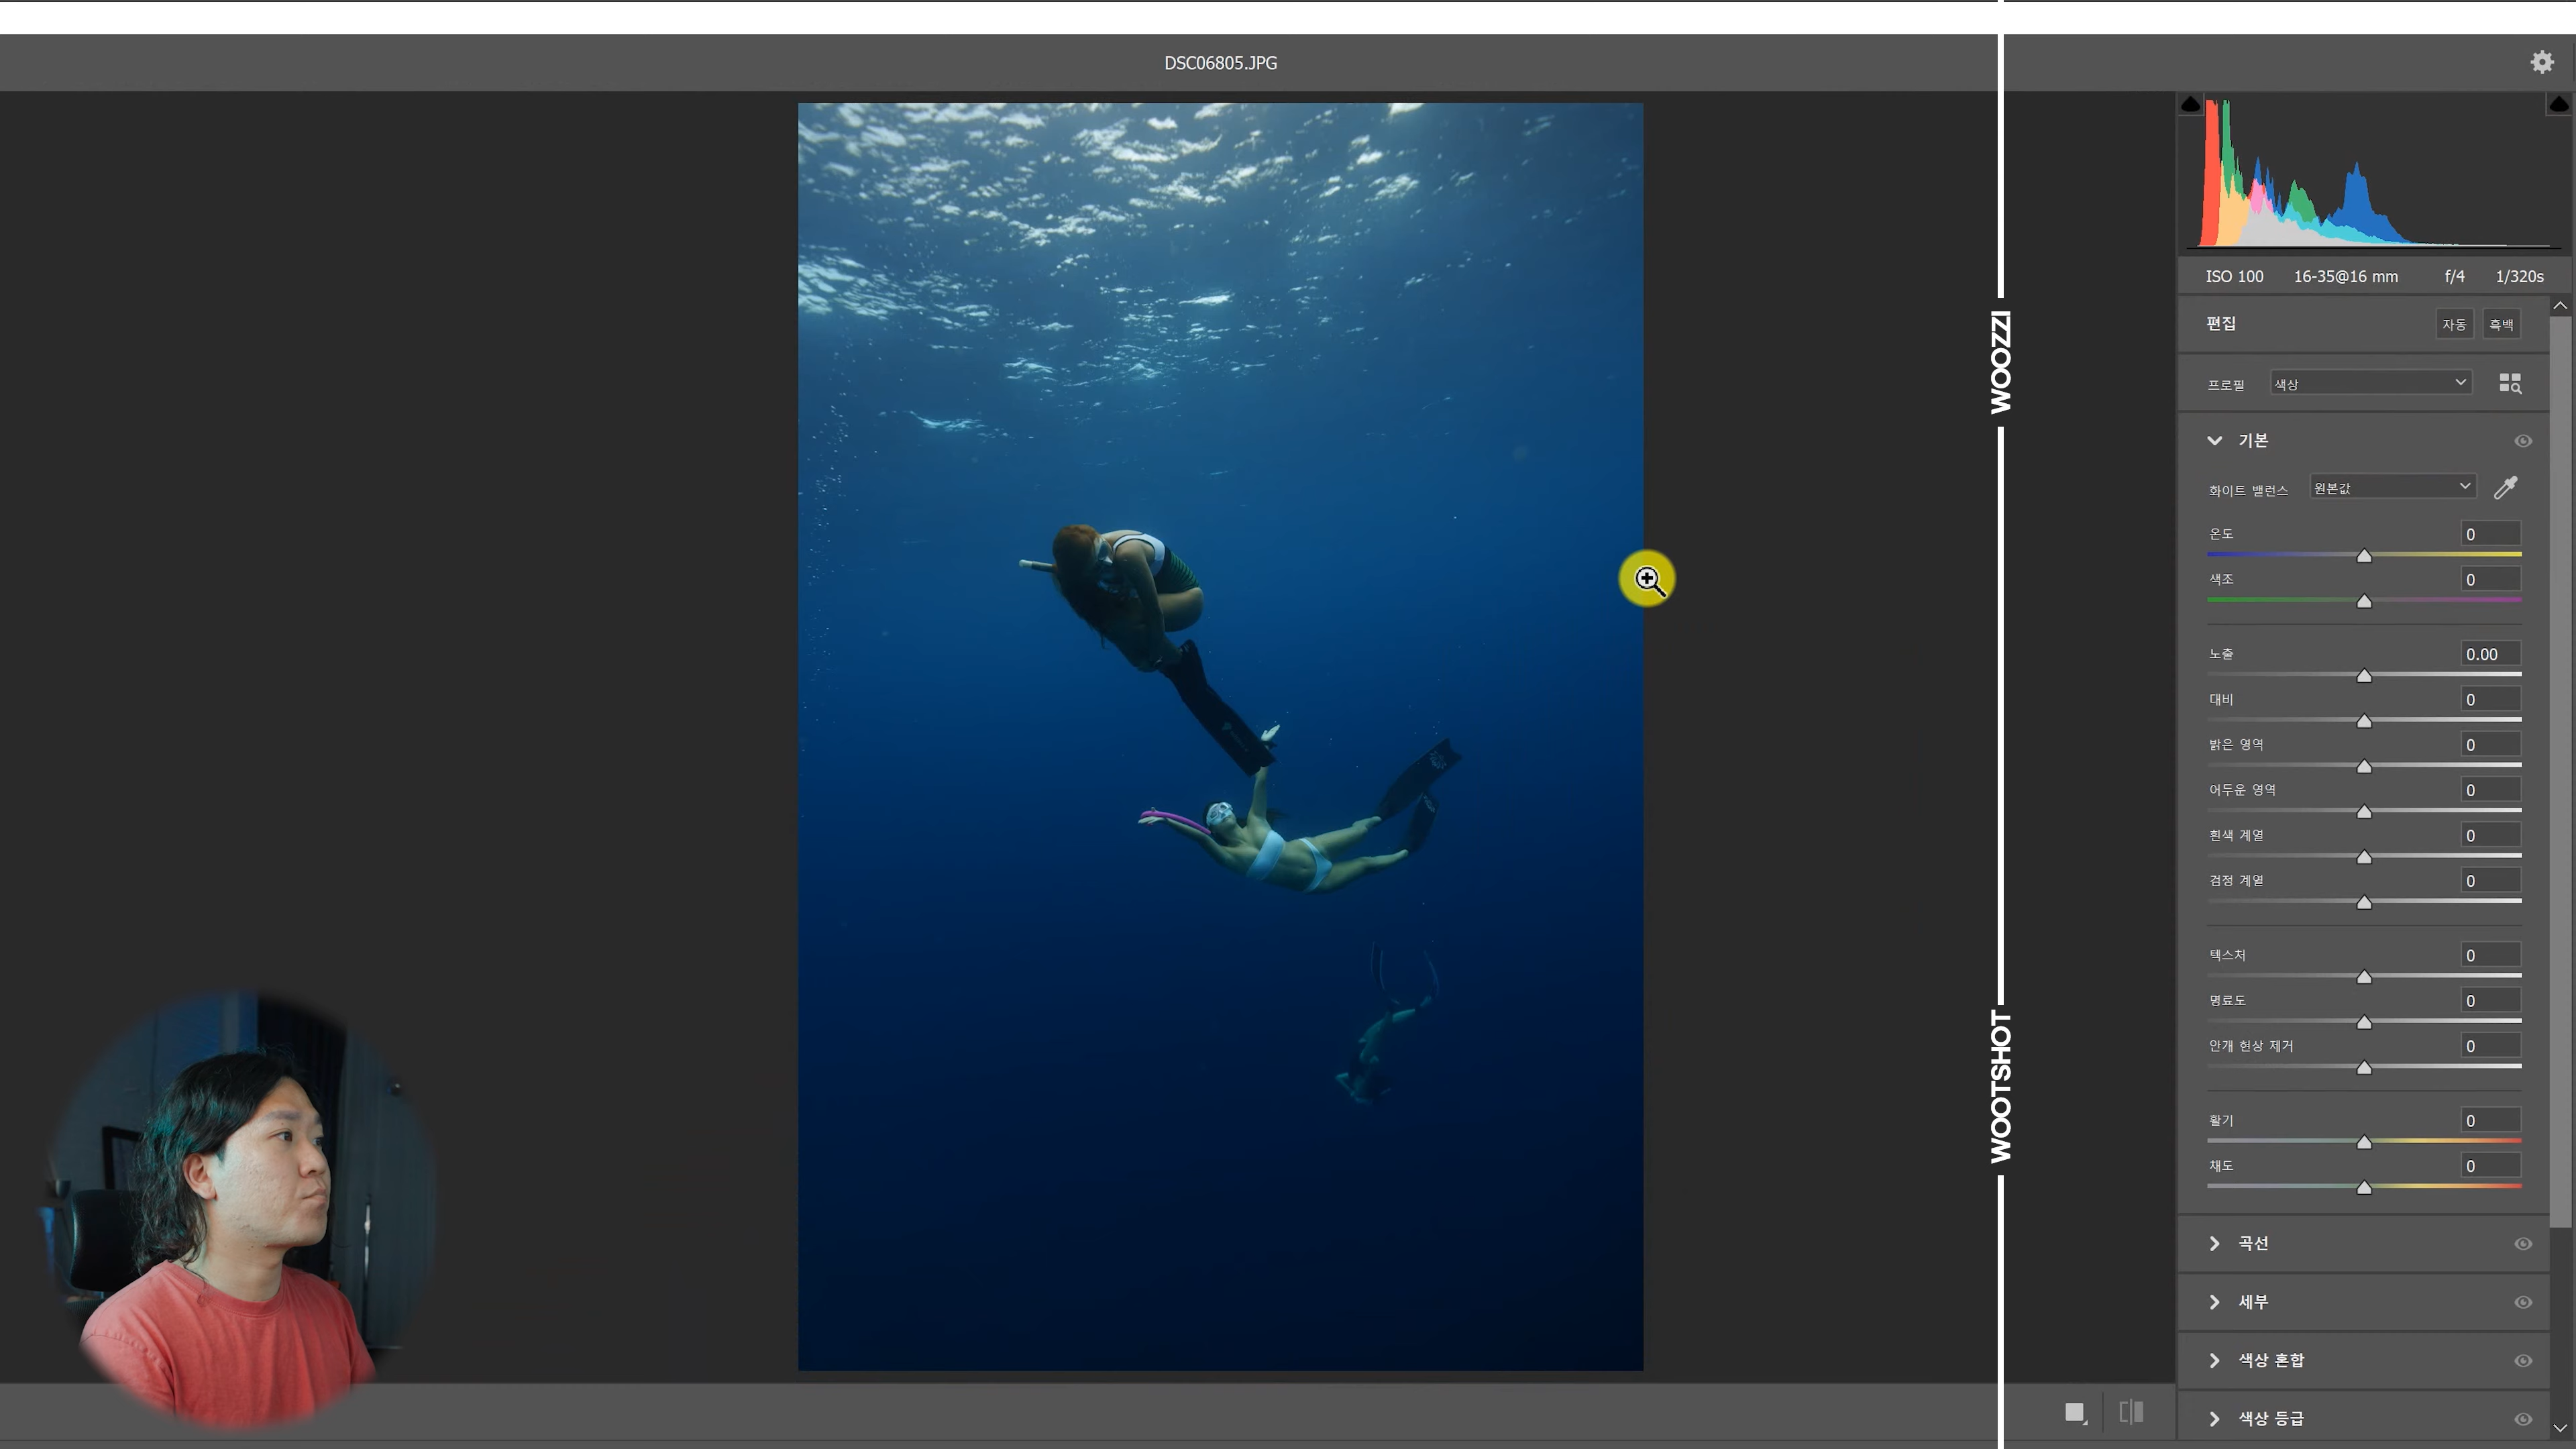 DSC06805.JPG
ISO 100 16-35@16 mm f/4 1/320s
편집 자동 흑백
프로필 색상
기본
화이트 밸런스 원본값
온도 0
색조 0
노출 0.00
대비 0
밝은 영역 0
어두운 영역 0
흰색 계열 0
검정 계열 0
텍스처 0
명료도 0
안개 현상 제거 0
활기 0
채도 0
곡선
세부
색상 혼합
색상 등급
WOOZZI
WOOTSHOT